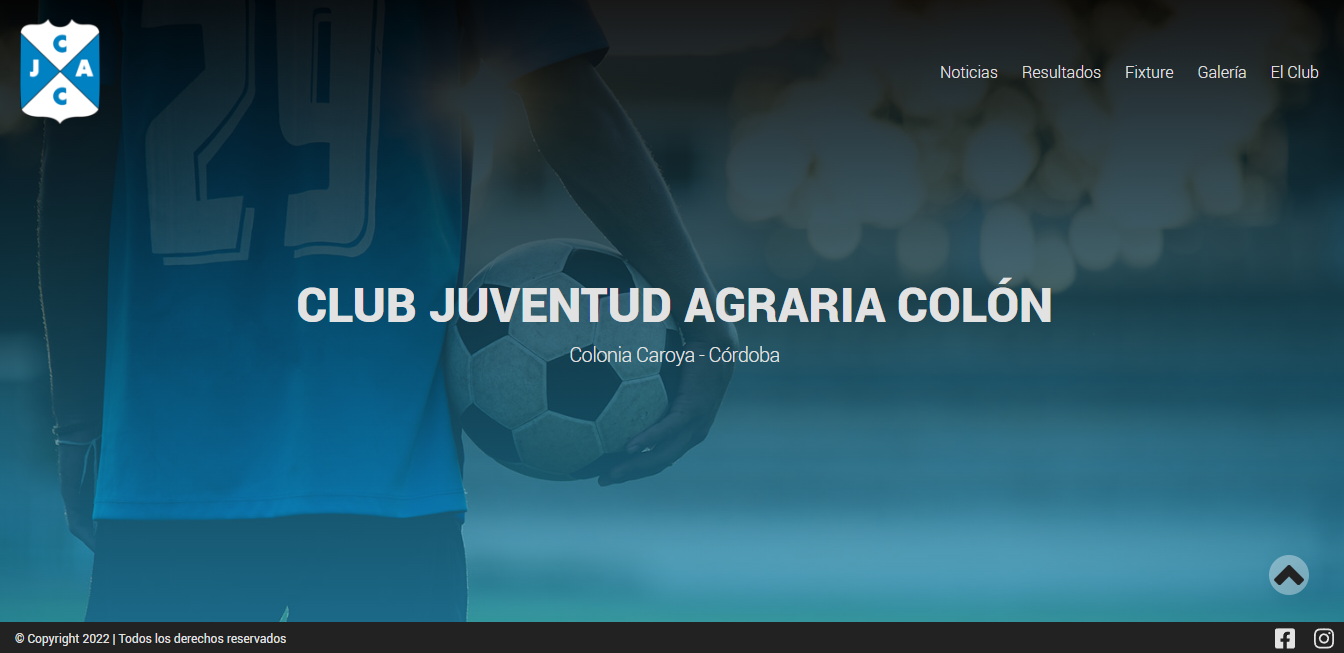 C
J A
C
29
Noticias Resultados Fixture Galería El Club
CLUB JUVENTUD AGRARIA COLÓN
Colonia Caroya - Córdoba
© Copyright 2022 | Todos los derechos reservados